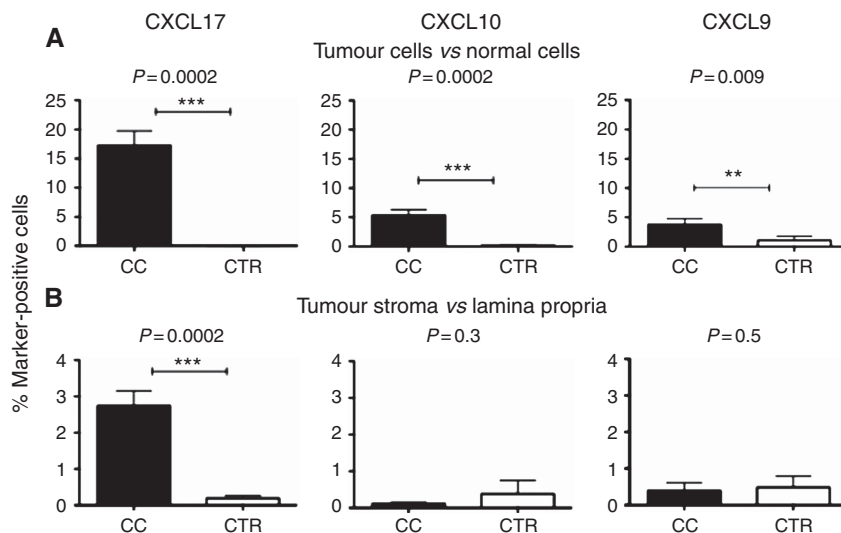 CXCL17 CXCL10 CXCL9
A
Tumour cells vs normal cells
P=0.0002 P=0.0002 P=0.009
25 25 25
*** 
20 20 20
15 15 15
*** **
10 10 10
5 5 5
0 0 0
CC CTR CC CTR CC CTR
B
Tumour stroma vs lamina propria
P=0.0002 P=0.3 P=0.5
% Marker-positive cells
4 4 4
***
3 3 3
2 2 2
1 1 1
0 0 0
CC CTR CC CTR CC CTR